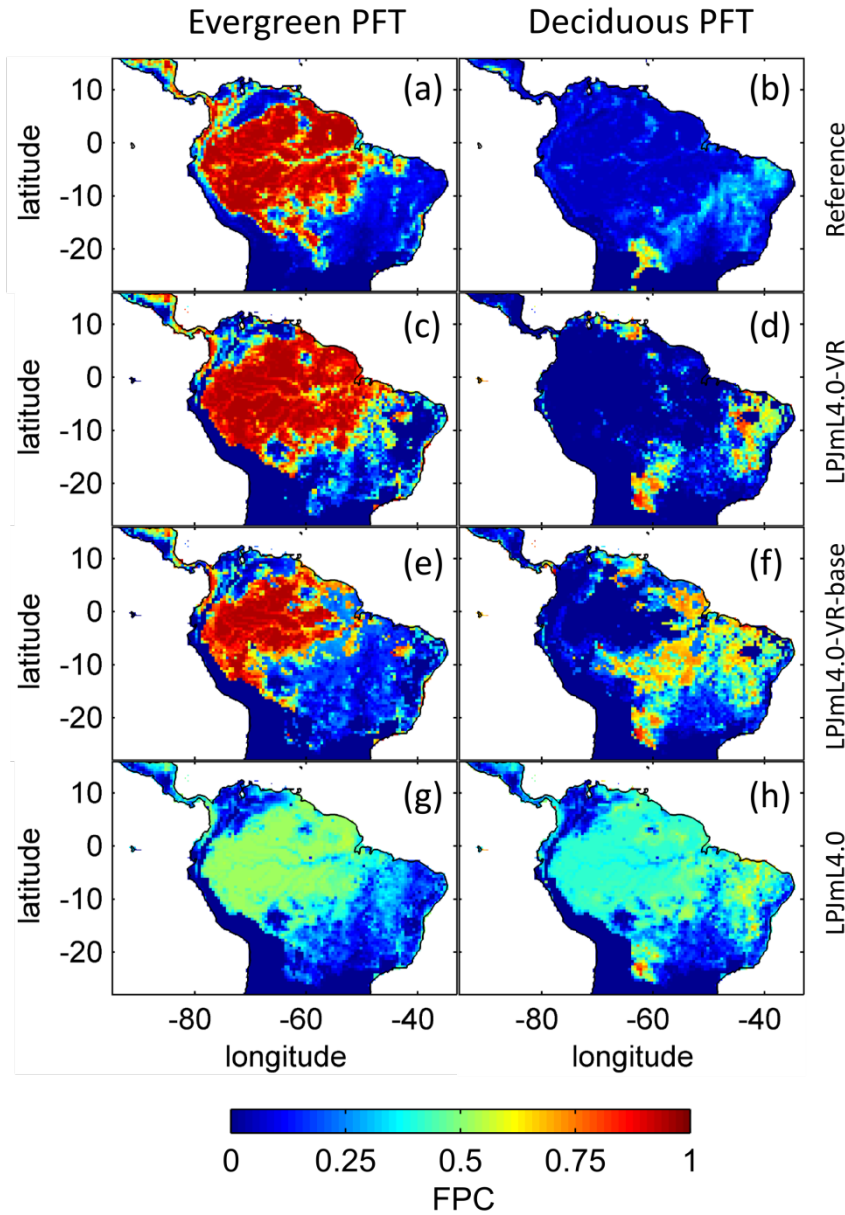 Evergreen PFT Deciduous PFT
10 (a) (b)
0
-10
-20
latitude
Reference
10 (c) (d)
0
-10
-20
latitude
LPJmL4.0-VR
10 (e) (f)
0
-10
-20
latitude
LPJmL4.0-VR-base
10 (g) (h)
0
-10
-20
latitude
LPJmL4.0
-80 -60 -40 -80 -60 -40
longitude longitude
0 0.25 0.5 0.75 1
FPC